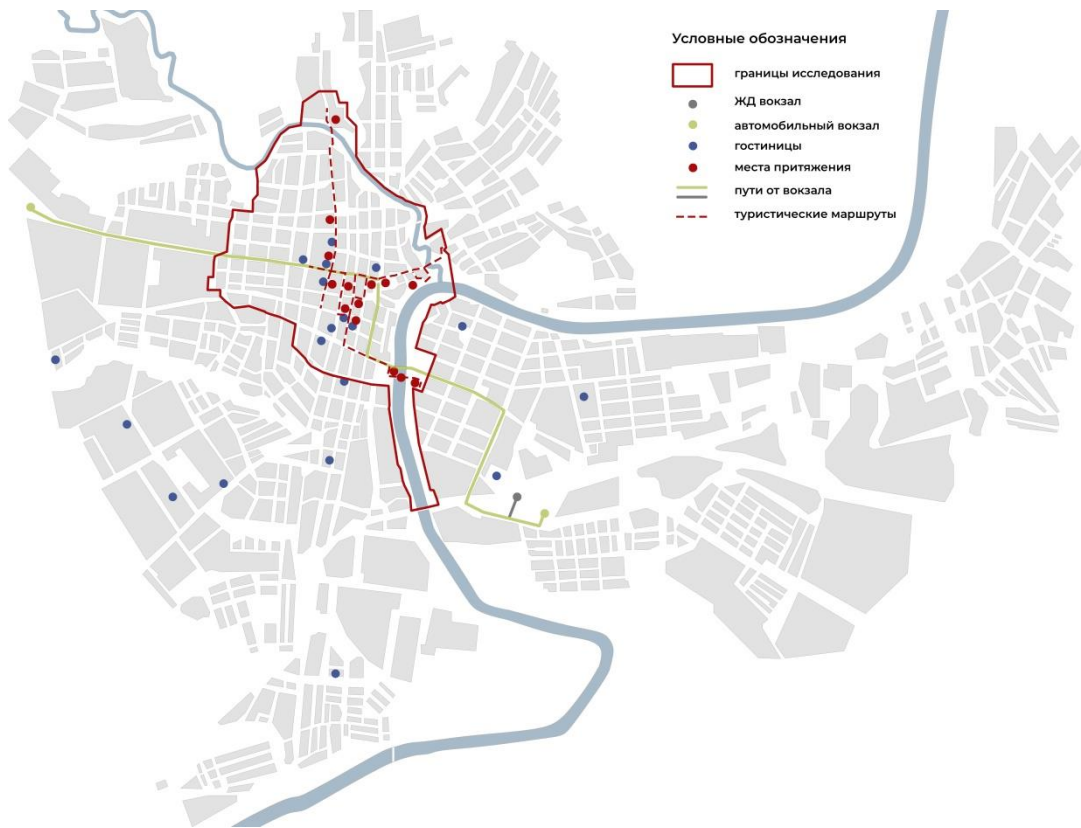 Условные обозначения
границы исследования
ЖД вокзал
автомобильный вокзал
гостиницы
места притяжения
пути от вокзала
туристические маршруты